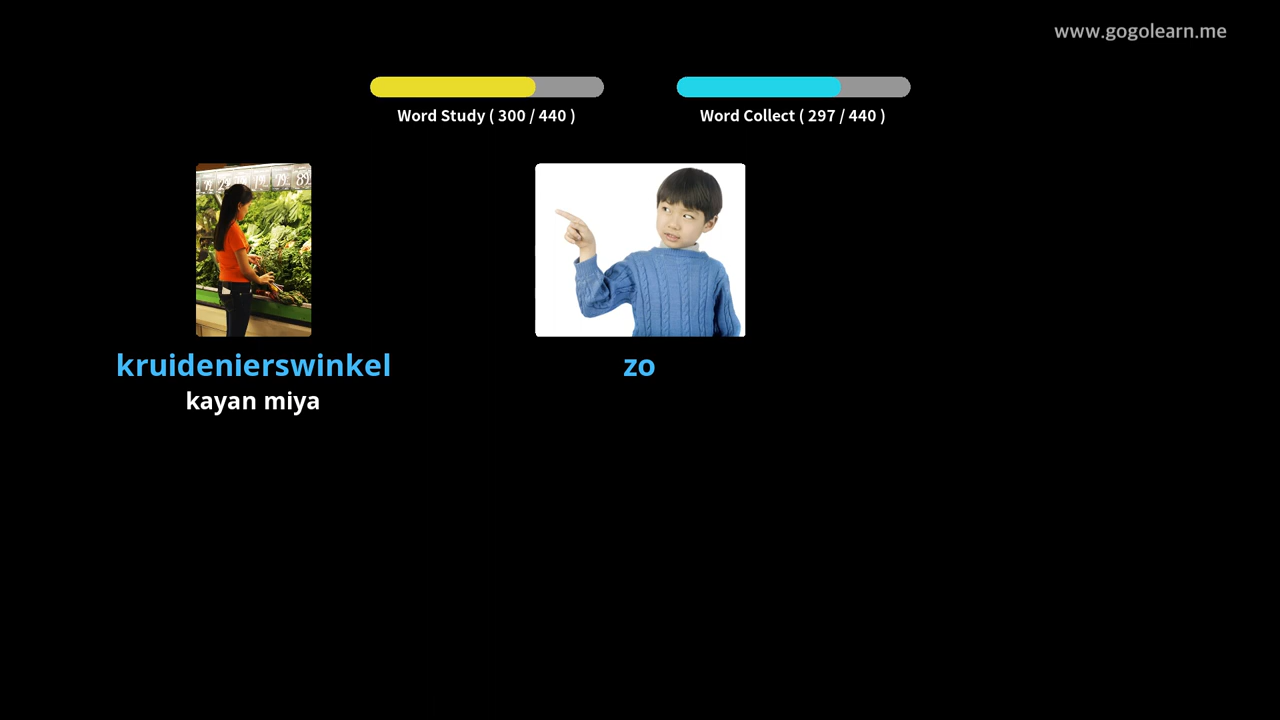 www.gogolearn.me
Word Study ( 300 / 440 )
Word Collect ( 297 / 440 )
kruidenierswinkel
kayan miya
zo